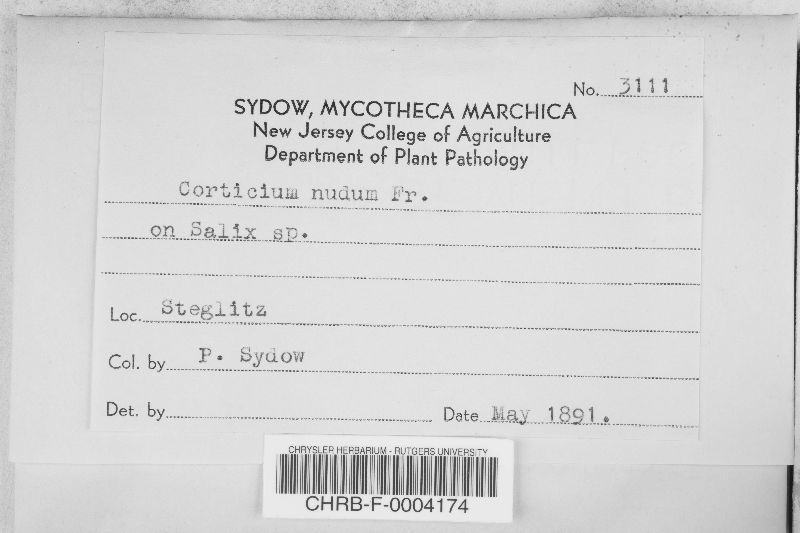 No. 3111
SYDOW, MYCOTHECA MARCHICA
New Jersey College of Agriculture
Department of Plant Pathology
Corticium nudum Fr.
on Salix sp.
Loc. Steglitz
Col. by P. Sydow
Det. by
Date May 1891.
CHRYSLER HERBARIUM - RUTGERS UNIVERSITY
CHRB-F-0004174